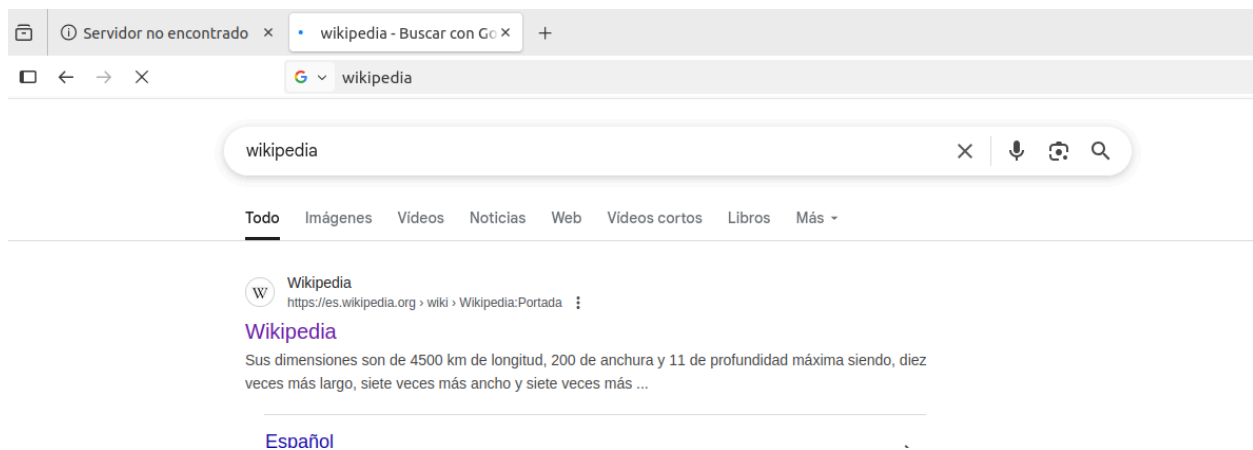 Servidor no encontrado
wikipedia - Buscar con Go
wikipedia
wikipedia
Todo Imágenes Vídeos Noticias Web Vídeos cortos Libros Más
W
Wikipedia
https://es.wikipedia.org › wiki › Wikipedia:Portada
Wikipedia
Sus dimensiones son de 4500 km de longitud, 200 de anchura y 11 de profundidad máxima siendo, diez
veces más largo, siete veces más ancho y siete veces más ...
Español